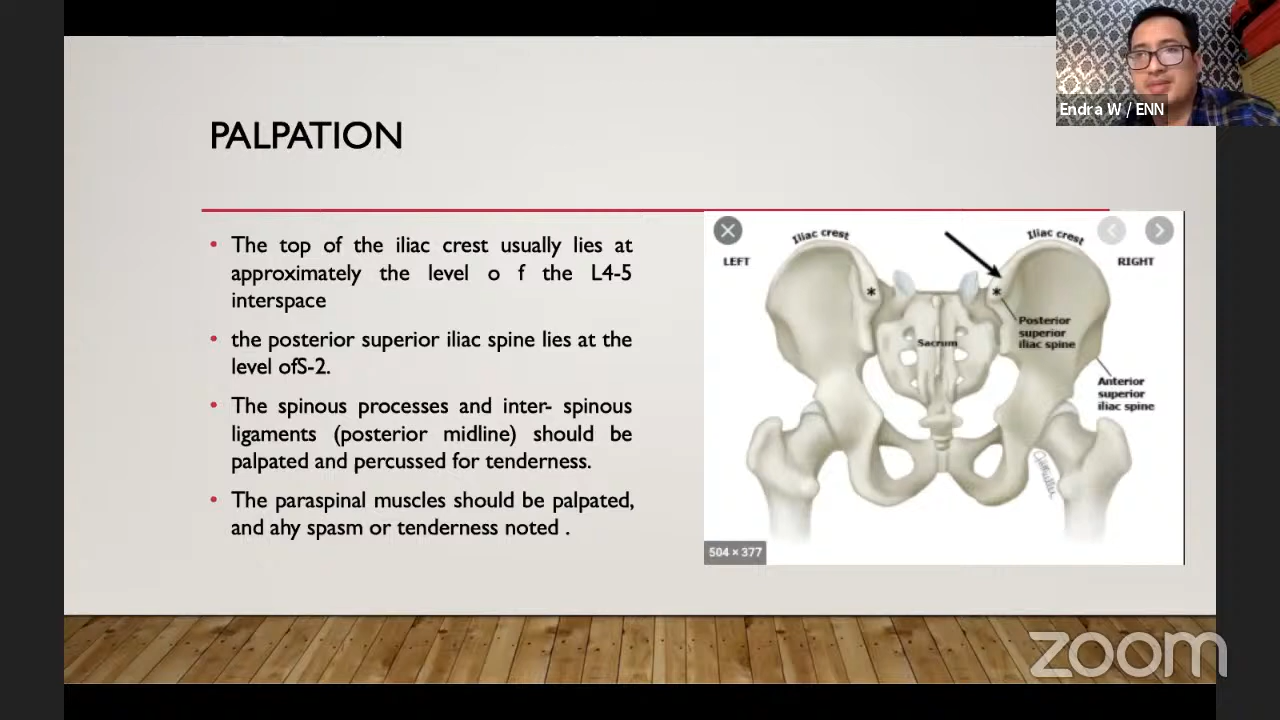 Endra W / ENN
PALPATION
• The top of the iliac crest usually lies at
approximately the level o f the L4-5
interspace
• the posterior superior iliac spine lies at the
level ofS-2.
• The spinous processes and inter- spinous
ligaments (posterior midline) should be
palpated and percussed for tenderness.
• The paraspinal muscles should be palpated,
and ahy spasm or tenderness noted .
Iliac crest
Iliac crest
LEFT
RIGHT
*
*
Posterior
superior
iliac spine
Sacrum
Anterior
superior
iliac spine
504 × 377
zoom